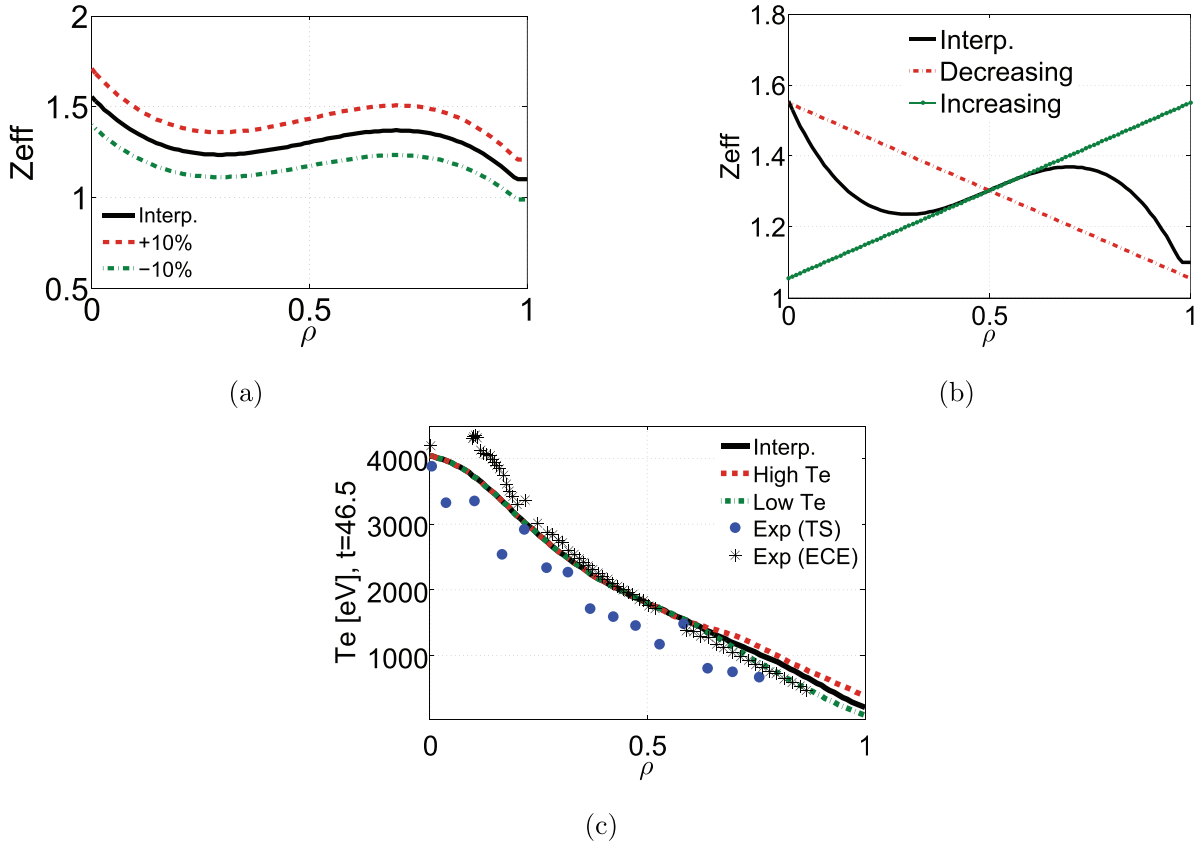 2
1.5
1
0.5
Zeff
Interp.
+10%
−10%
0
0.5
1
ρ
(a)
1.8
1.6
1.4
1.2
1
Zeff
Interp.
Decreasing
Increasing
0
0.5
1
ρ
(b)
4000
3000
2000
1000
Te [eV], t=46.5
Interp.
High Te
Low Te
Exp (TS)
Exp (ECE)
0
0.5
1
ρ
(c)